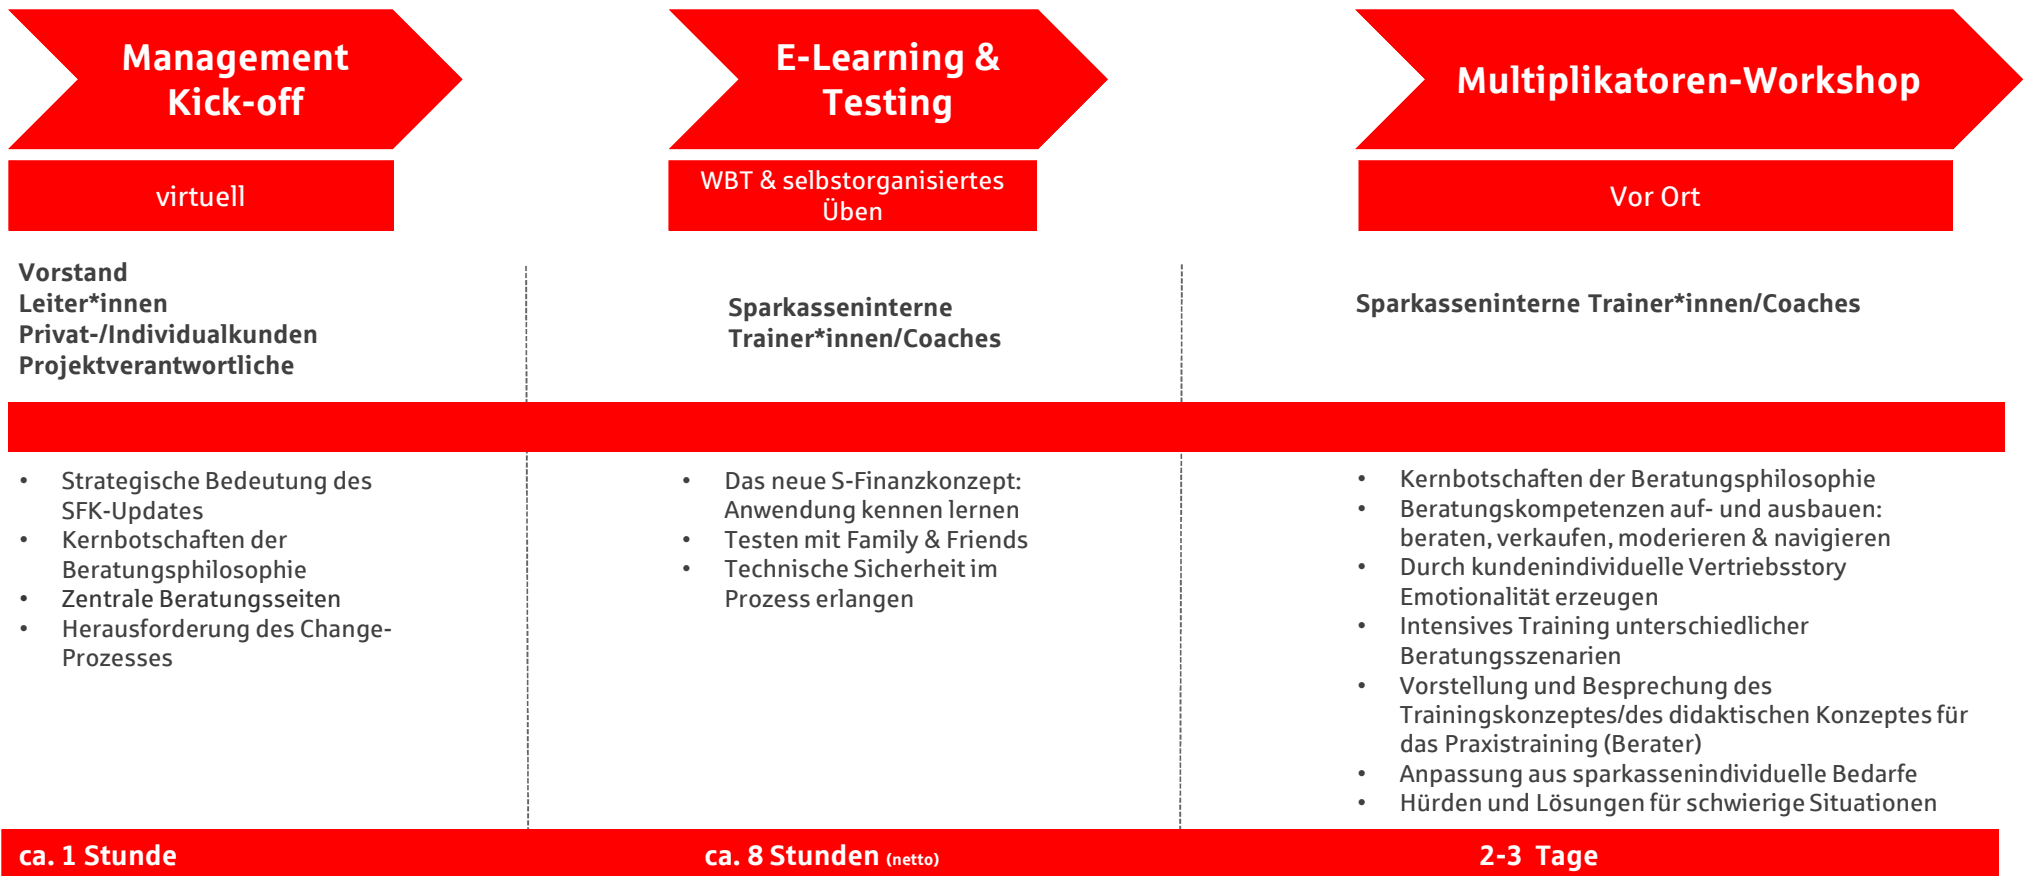 Management
Kick-off
E-Learning &
Testing
Multiplikatoren-Workshop
virtuell
WBT & selbstorganisiertes
Üben
Vor Ort
Vorstand
Leiter*innen
Privat-/Individualkunden
Projektverantwortliche
Sparkasseninterne
Trainer*innen/Coaches
Sparkasseninterne Trainer*innen/Coaches
• Strategische Bedeutung des
SFK-Updates
• Kernbotschaften der
Beratungsphilosophie
• Zentrale Beratungsseiten
• Herausforderung des Change-
Prozesses
• Das neue S-Finanzkonzept:
Anwendung kennen lernen
• Testen mit Family & Friends
• Technische Sicherheit im
Prozess erlangen
• Kernbotschaften der Beratungsphilosophie
• Beratungskompetenzen auf- und ausbauen:
beraten, verkaufen, moderieren & navigieren
• Durch kundenindividuelle Vertriebsstory
Emotionalität erzeugen
• Intensives Training unterschiedlicher
Beratungsszenarien
• Vorstellung und Besprechung des
Trainingskonzeptes/des didaktischen Konzeptes für
das Praxistraining (Berater)
• Anpassung aus sparkassenindividuelle Bedarfe
• Hürden und Lösungen für schwierige Situationen
ca. 1 Stunde
ca. 8 Stunden (netto)
2-3 Tage